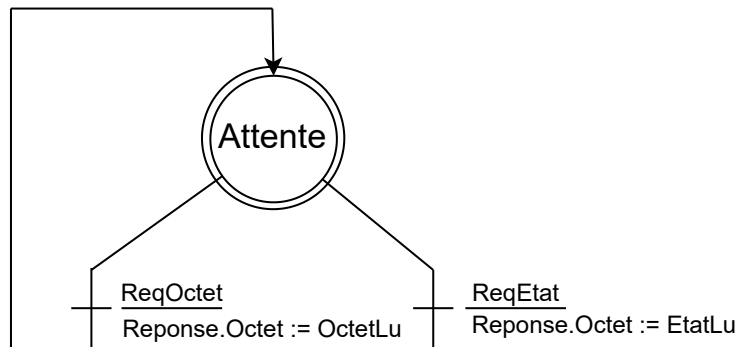 Attente
ReqOctet
Reponse.Octet := OctetLu
ReqEtat
Reponse.Octet := EtatLu